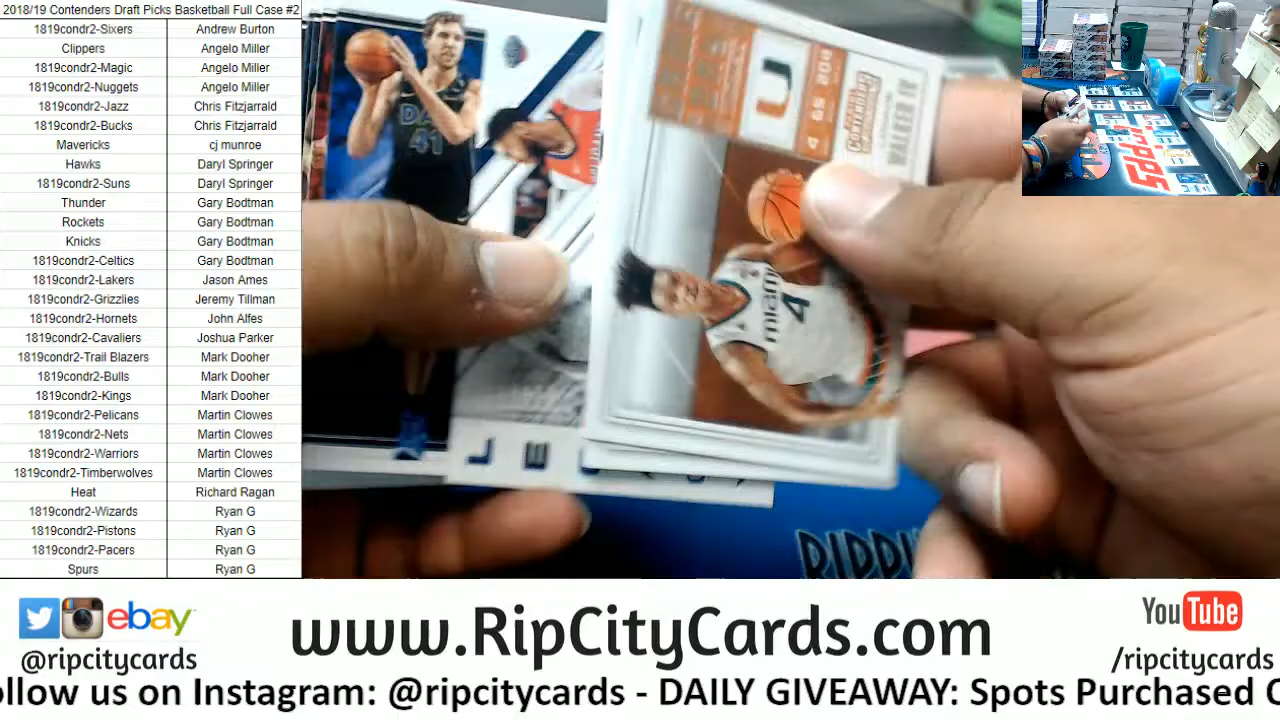 2018/19 Contenders Draft Picks Basketball Full Case #2
1819condr2-Sixers Andrew Burton
Clippers Angelo Miller
1819condr2-Magic Angelo Miller
1819condr2-Nuggets Angelo Miller
1819condr2-Jazz Chris Fitzjarrald
1819condr2-Bucks Chris Fitzjarrald
Mavericks cj munroe
Hawks Daryl Springer
1819condr2-Suns Daryl Springer
Thunder Gary Bodtman
Rockets Gary Bodtman
Knicks Gary Bodtman
1819condr2-Celtics Gary Bodtman
1819condr2-Lakers Jason Ames
1819condr2-Grizzlies Jeremy Tillman
1819condr2-Hornets John Alfes
1819condr2-Cavaliers Joshua Parker
1819condr2-Trail Blazers Mark Dooher
1819condr2-Bulls Mark Dooher
1819condr2-Kings Mark Dooher
1819condr2-Pelicans Martin Clowes
1819condr2-Nets Martin Clowes
1819condr2-Warriors Martin Clowes
1819condr2-Timberwolves Martin Clowes
Heat Richard Ragan
1819condr2-Wizards Ryan G
1819condr2-Pistons Ryan G
1819condr2-Pacers Ryan G
Spurs Ryan G
41
U
G GS 200
CONTENDERS
MIAMI
4
LE
RIPPI
ebay
@ripcitycards
www.RipCityCards.com
YouTube
/ripcitycards
ollow us on Instagram: @ripcitycards - DAILY GIVEAWAY: Spots Purchased